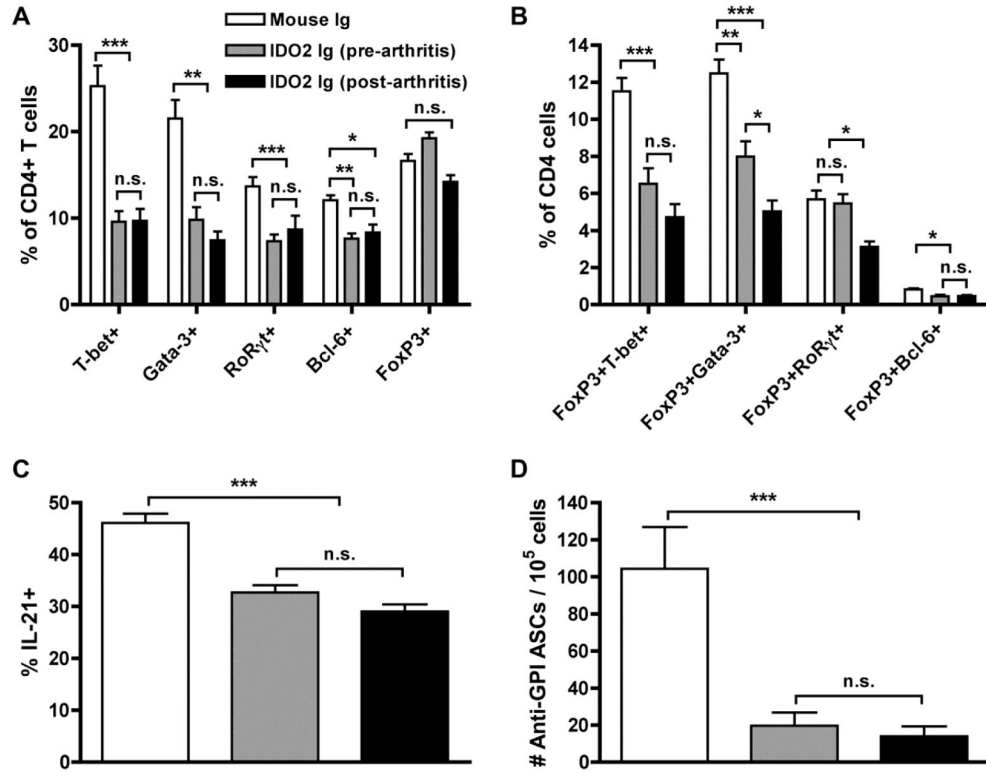 A
Mouse Ig
IDO2 Ig (pre-arthritis)
IDO2 Ig (post-arthritis)
% of CD4+ T cells
30
20
10
0
***
n.s.
**
n.s.
***
n.s.
*
**
n.s.
n.s.
T-bet+
Gata-3+
RoRγt+
Bcl-6+
FoxP3+
B
% of CD4 cells
14
12
10
8
6
4
2
0
***
n.s.
***
**
*
*
n.s.
*
n.s.
FoxP3+T-bet+
FoxP3+Gata-3+
FoxP3+RoRγt+
FoxP3+Bcl-6+
C
% IL-21+
50
40
30
20
10
0
***
n.s.
D
# Anti-GPI ASCs / 10⁵ cells
140
120
100
80
60
40
20
0
***
n.s.